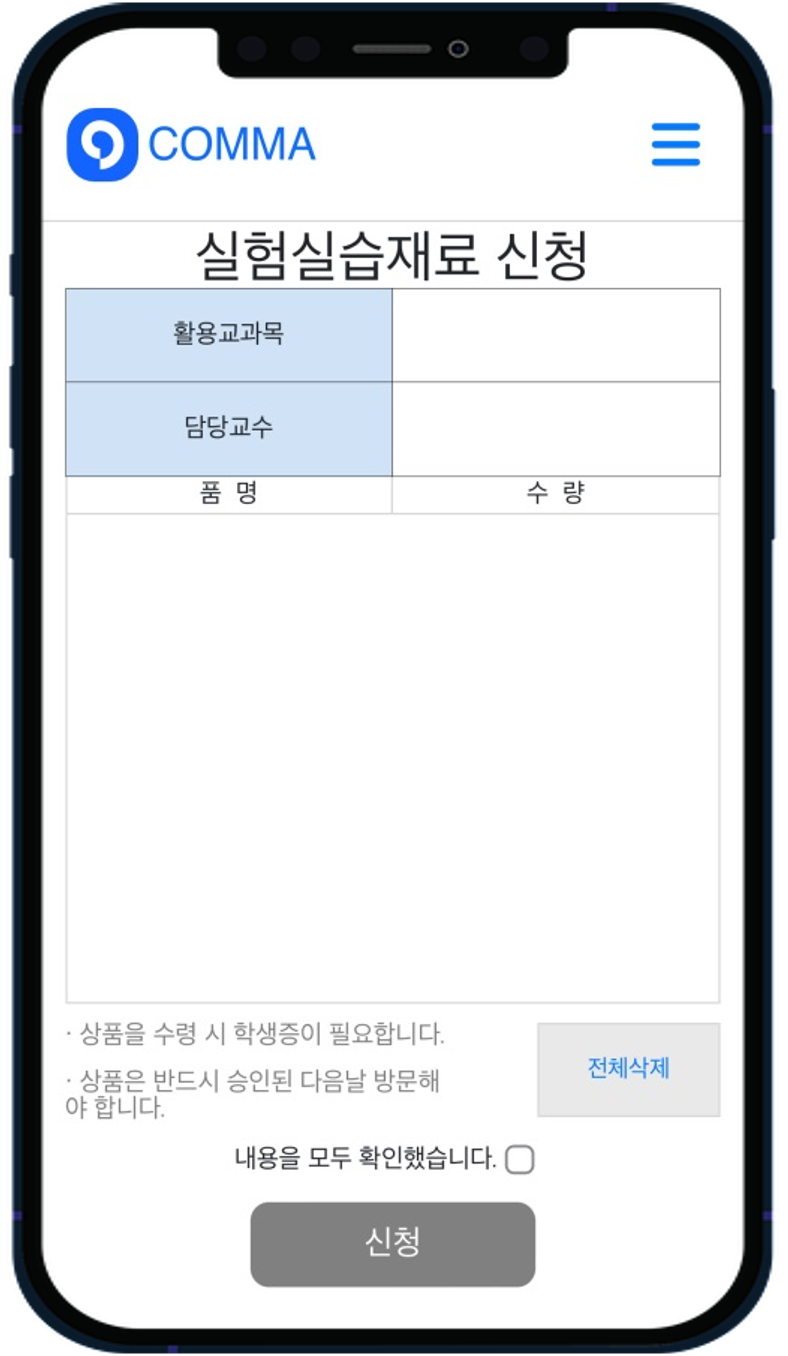 COMMA
실험실습재료 신청
활용교과목
담당교수
품 명 수 량
· 상품을 수령 시 학생증이 필요합니다.
· 상품은 반드시 승인된 다음날 방문해
야 합니다.
전체삭제
내용을 모두 확인했습니다.
신청